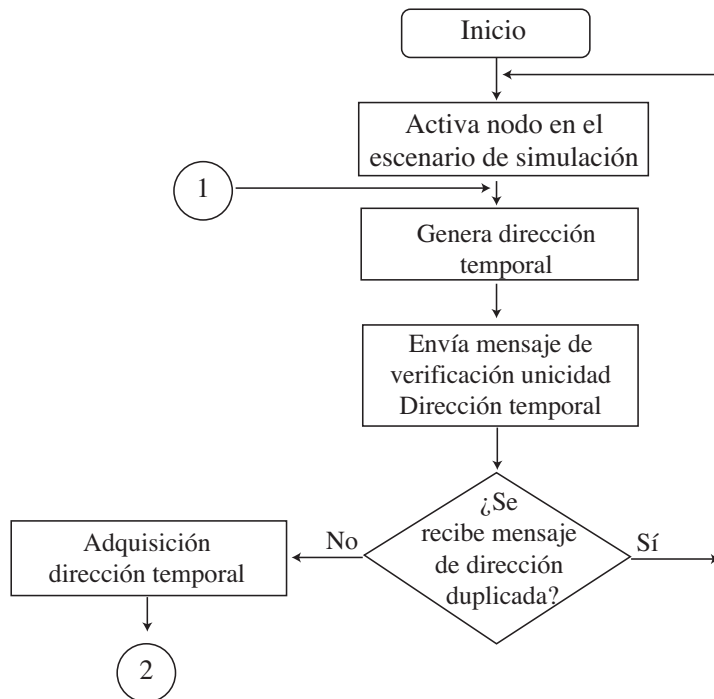 Inicio
Activa nodo en el
escenario de simulación
1
Genera dirección
temporal
Envía mensaje de
verificación unicidad
Dirección temporal
¿Se
recibe mensaje
de dirección
duplicada?
No
Sí
Adquisición
dirección temporal
2